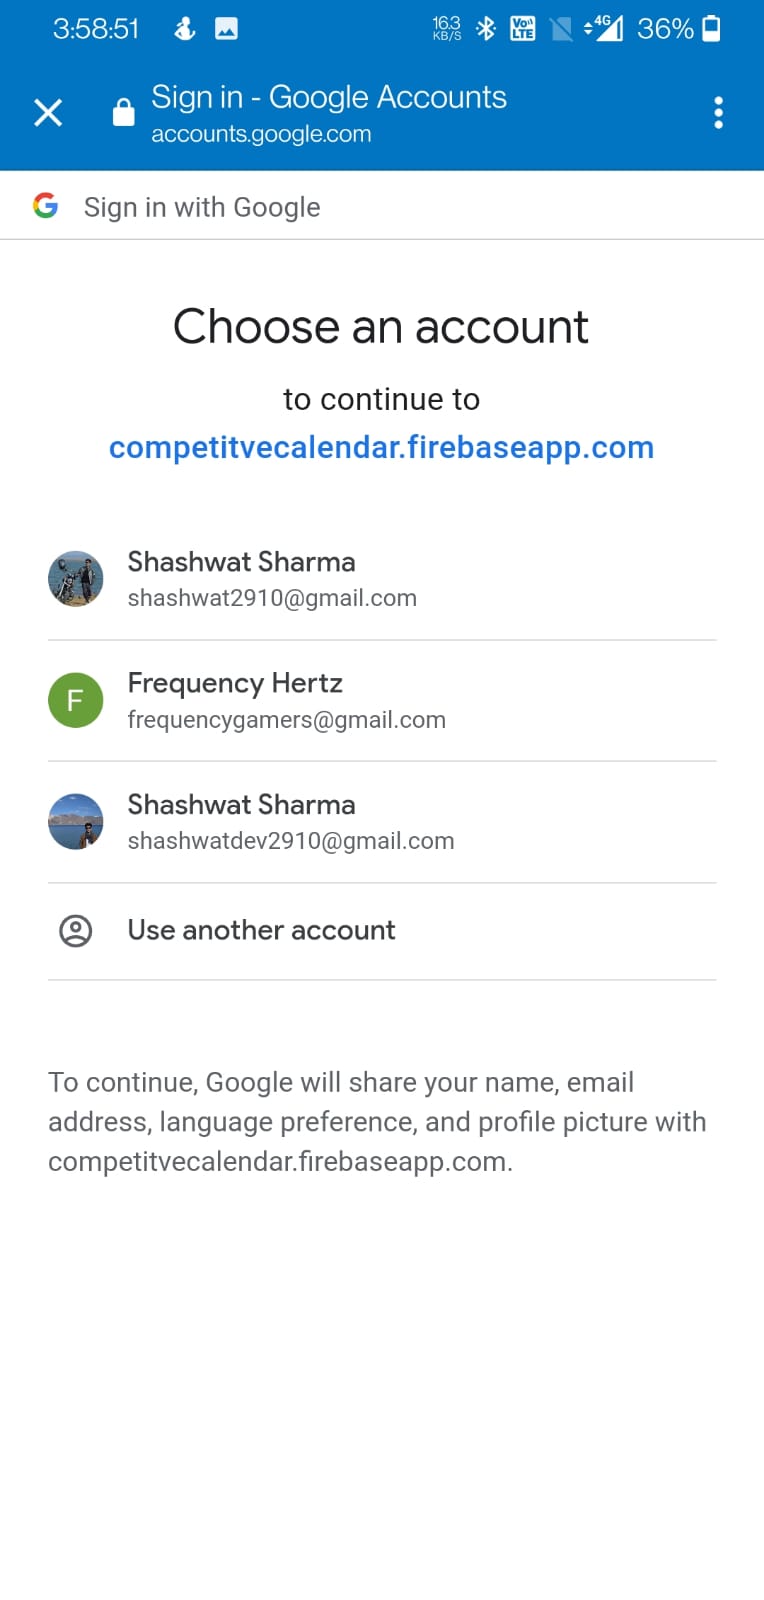 3:58:51
16.3 KB/S Vo)) LTE 4G 36%
Sign in - Google Accounts
accounts.google.com
G Sign in with Google
Choose an account
to continue to
competitvecalendar.firebaseapp.com
Shashwat Sharma
shashwat2910@gmail.com
F Frequency Hertz
frequencygamers@gmail.com
Shashwat Sharma
shashwatdev2910@gmail.com
Use another account
To continue, Google will share your name, email
address, language preference, and profile picture with
competitvecalendar.firebaseapp.com.